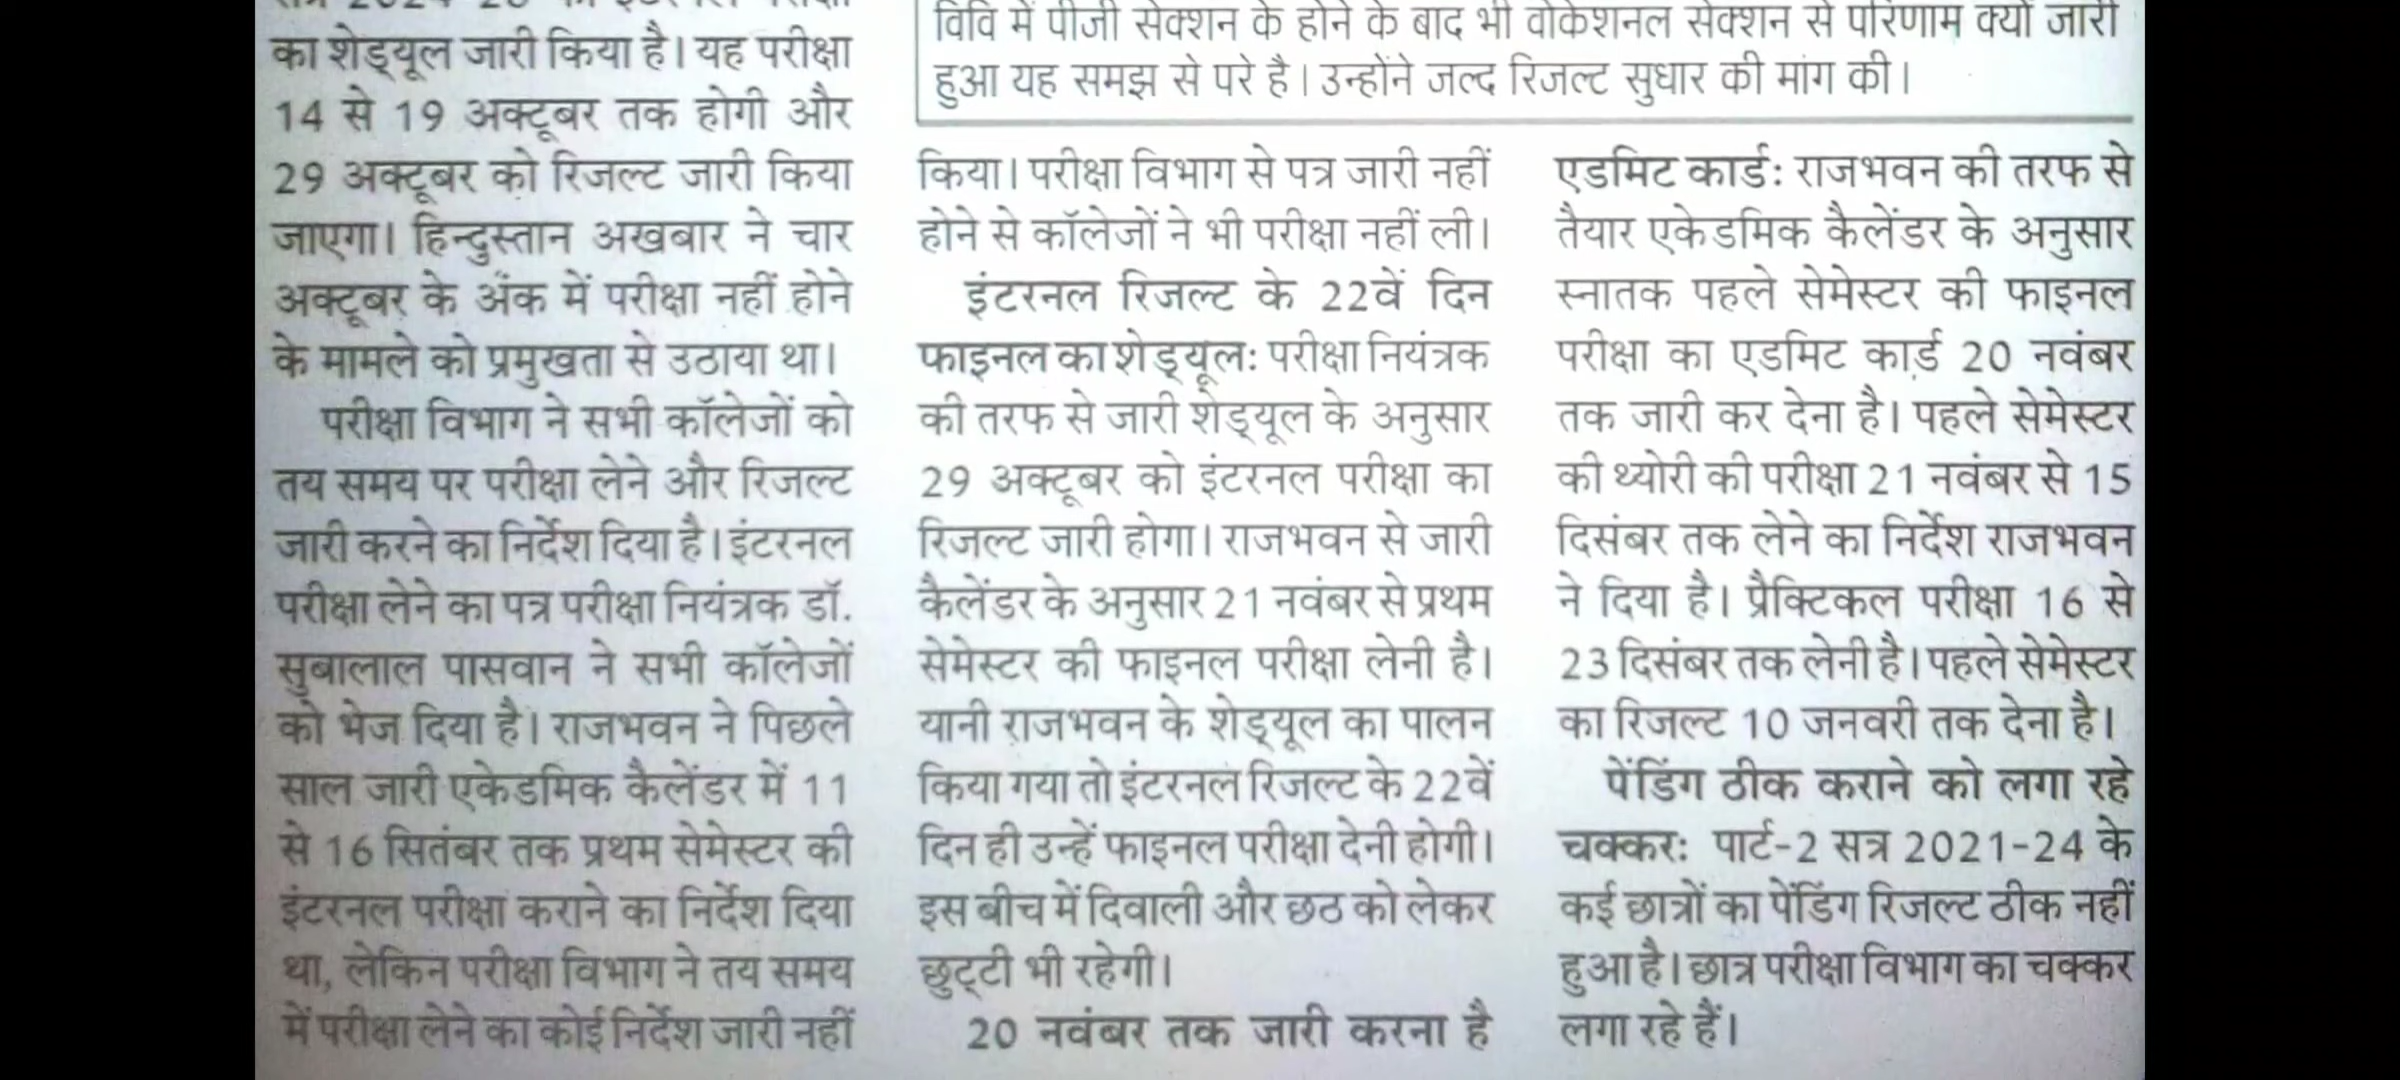 का शेड्यूल जारी किया है। यह परीक्षा
14 से 19 अक्टूबर तक होगी और
29 अक्टूबर को रिजल्ट जारी किया
जाएगा। हिन्दुस्तान अखबार ने चार
अक्टूबर के अंक में परीक्षा नहीं होने
के मामले को प्रमुखता से उठाया था।
परीक्षा विभाग ने सभी कॉलेजों को
तय समय पर परीक्षा लेने और रिजल्ट
जारी करने का निर्देश दिया है। इंटरनल
परीक्षा लेने का पत्र परीक्षा नियंत्रक डॉ.
सुबालाल पासवान ने सभी कॉलेजों
को भेज दिया है। राजभवन ने पिछले
साल जारी एकेडमिक कैलेंडर में 11
से 16 सितंबर तक प्रथम सेमेस्टर की
इंटरनल परीक्षा कराने का निर्देश दिया
था, लेकिन परीक्षा विभाग ने तय समय
में परीक्षा लेने का कोई निर्देश जारी नहीं
विवि में पीजी सेक्शन के होने के बाद भी वोकेशनल सेक्शन से परिणाम क्यों जारी
हुआ यह समझ से परे है। उन्होंने जल्द रिजल्ट सुधार की मांग की।
किया। परीक्षा विभाग से पत्र जारी नहीं
होने से कॉलेजों ने भी परीक्षा नहीं ली।
इंटरनल रिजल्ट के 22वें दिन
फाइनल का शेड्यूल: परीक्षा नियंत्रक
की तरफ से जारी शेड्यूल के अनुसार
29 अक्टूबर को इंटरनल परीक्षा का
रिजल्ट जारी होगा। राजभवन से जारी
कैलेंडर के अनुसार 21 नवंबर से प्रथम
सेमेस्टर की फाइनल परीक्षा लेनी है।
यानी राजभवन के शेड्यूल का पालन
किया गया तो इंटरनल रिजल्ट के 22वें
दिन ही उन्हें फाइनल परीक्षा देनी होगी।
इस बीच में दिवाली और छठ को लेकर
छुट्टी भी रहेगी।
20 नवंबर तक जारी करना है
एडमिट कार्ड: राजभवन की तरफ से
तैयार एकेडमिक कैलेंडर के अनुसार
स्नातक पहले सेमेस्टर की फाइनल
परीक्षा का एडमिट कार्ड 20 नवंबर
तक जारी कर देना है। पहले सेमेस्टर
की थ्योरी की परीक्षा 21 नवंबर से 15
दिसंबर तक लेने का निर्देश राजभवन
ने दिया है। प्रैक्टिकल परीक्षा 16 से
23 दिसंबर तक लेनी है। पहले सेमेस्टर
का रिजल्ट 10 जनवरी तक देना है।
पेंडिंग ठीक कराने को लगा रहे
चक्कर: पार्ट-2 सत्र 2021-24 के
कई छात्रों का पेंडिंग रिजल्ट ठीक नहीं
हुआ है। छात्र परीक्षा विभाग का चक्कर
लगा रहे हैं।